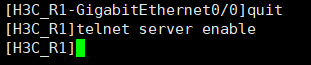 [H3C_R1-GigabitEthernet0/0]quit
[H3C_R1]telnet server enable
[H3C_R1]